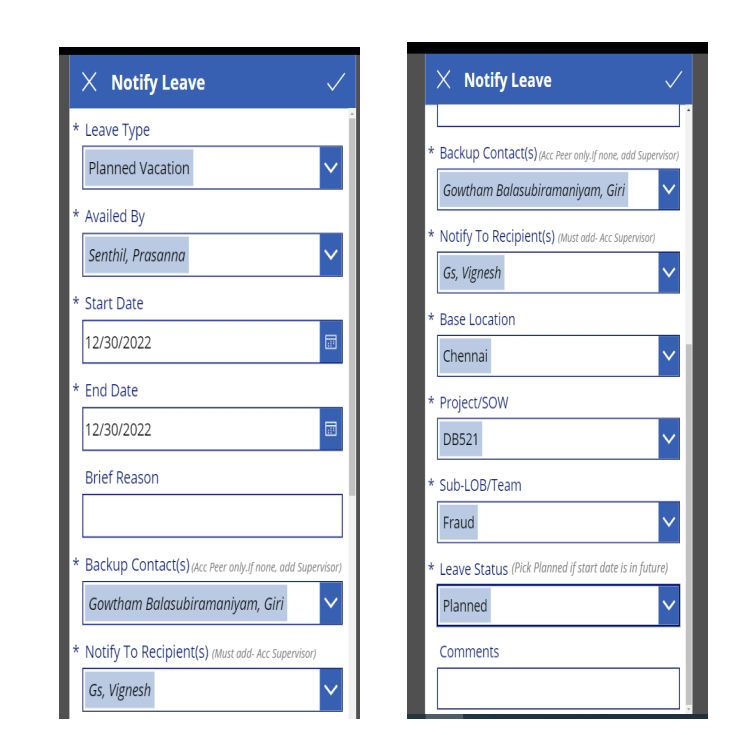 Notify Leave
* Leave Type
Planned Vacation
* Availed By
Senthil, Prasanna
* Start Date
12/30/2022
* End Date
12/30/2022
Brief Reason
* Backup Contact(s) (Acc Peer only.If none, add Supervisor)
Gowtham Balasubiramaniyam, Giri
* Notify To Recipient(s) (Must add- Acc Supervisor)
Gs, Vignesh
Notify Leave
* Backup Contact(s) (Acc Peer only.If none, add Supervisor)
Gowtham Balasubiramaniyam, Giri
* Notify To Recipient(s) (Must add- Acc Supervisor)
Gs, Vignesh
* Base Location
Chennai
* Project/SOW
DB521
* Sub-LOB/Team
Fraud
* Leave Status (Pick Planned if start date is in future)
Planned
Comments